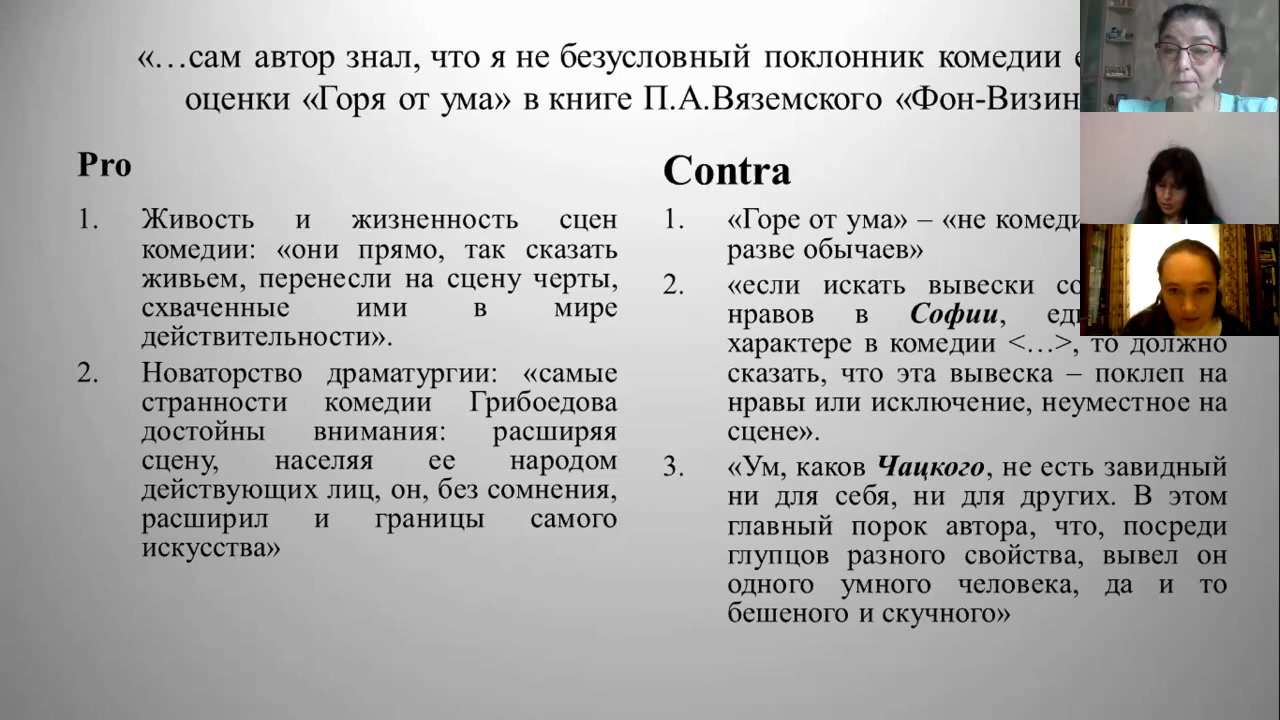 «…сам автор знал, что я не безусловный поклонник комедии
оценки «Горя от ума» в книге П.А.Вяземского «Фон-Визин
Pro
1. Живость и жизненность сцен
комедии: «они прямо, так сказать
живьем, перенесли на сцену черты,
схваченные ими в мире
действительности».
2. Новаторство драматургии: «самые
странности комедии Грибоедова
достойны внимания: расширяя
сцену, населяя ее народом
действующих лиц, он, без сомнения,
расширил и границы самого
искусства»
Contra
1. «Горе от ума» – «не
разве обычаев»
2. «если искать вывески
нравов в Софии,
характере в комедии <…>, то должно
сказать, что эта вывеска – поклеп на
нравы или исключение, неуместное на
сцене».
3. «Ум, каков Чацкого, не есть завидный
ни для себя, ни для других. В этом
главный порок автора, что, посреди
глупцов разного свойства, вывел он
одного умного человека, да и то
бешеного и скучного»